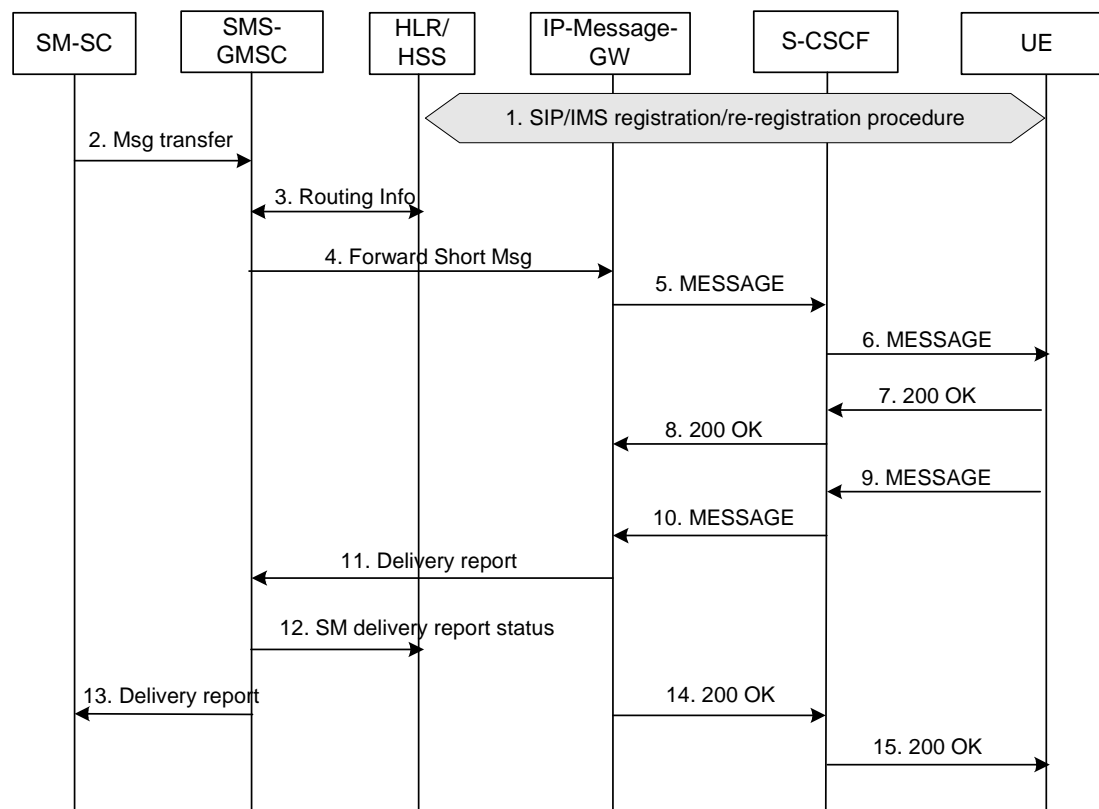 SM-SC
SMS-
GMSC
HLR/
HSS
IP-Message-
GW
S-CSCF
UE
1. SIP/IMS registration/re-registration procedure
2. Msg transfer
3. Routing Info
4. Forward Short Msg
5. MESSAGE
6. MESSAGE
7. 200 OK
8. 200 OK
9. MESSAGE
10. MESSAGE
11. Delivery report
12. SM delivery report status
13. Delivery report
14. 200 OK
15. 200 OK